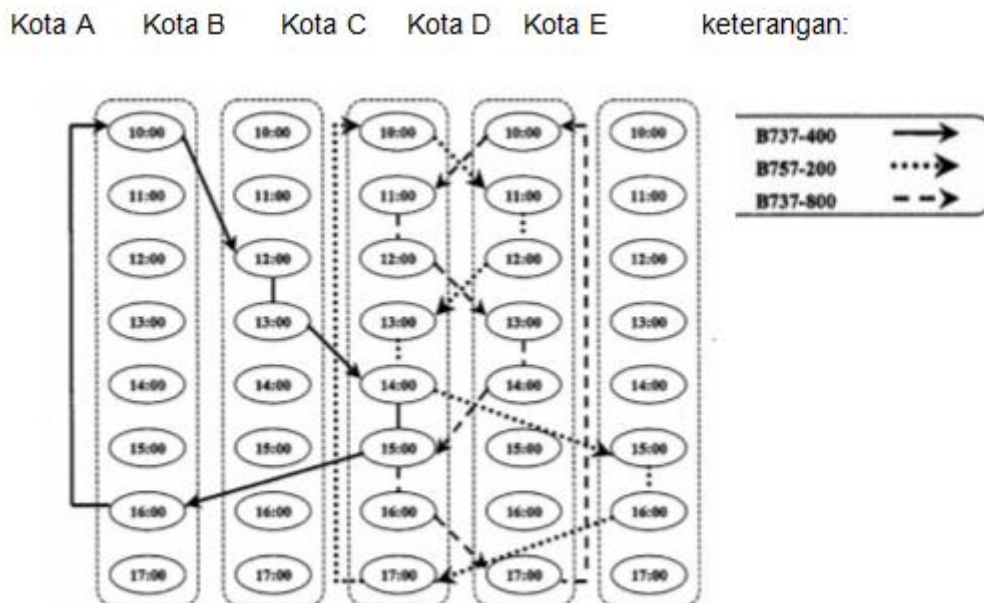 Kota A Kota B Kota C Kota D Kota E keterangan:
10:00 10:00 10:00 10:00 10:00
B737-400
11:00 11:00 11:00 11:00 11:00
B757-200
B737-800
12:00 12:00 12:00 12:00 12:00
13:00 13:00 13:00 13:00 13:00
14:00 14:00 14:00 14:00 14:00
15:00 15:00 15:00 15:00 15:00
16:00 16:00 16:00 16:00 16:00
17:00 17:00 17:00 17:00 17:00